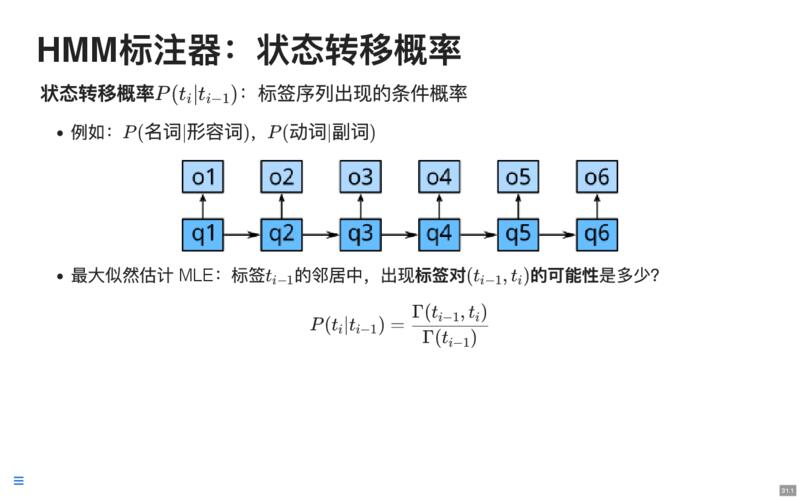 HMM标注器：状态转移概率
状态转移概率P(t_i|t_{i−1})：标签序列出现的条件概率
• 例如：P(名词|形容词)，P(动词|副词)
o1 o2 o3 o4 o5 o6
q1 q2 q3 q4 q5 q6
• 最大似然估计 MLE：标签t_{i−1}的邻居中，出现标签对(t_{i−1}, t_i)的可能性是多少？
P(t_i|t_{i−1}) = Γ(t_{i−1}, t_i) / Γ(t_{i−1})
31.1